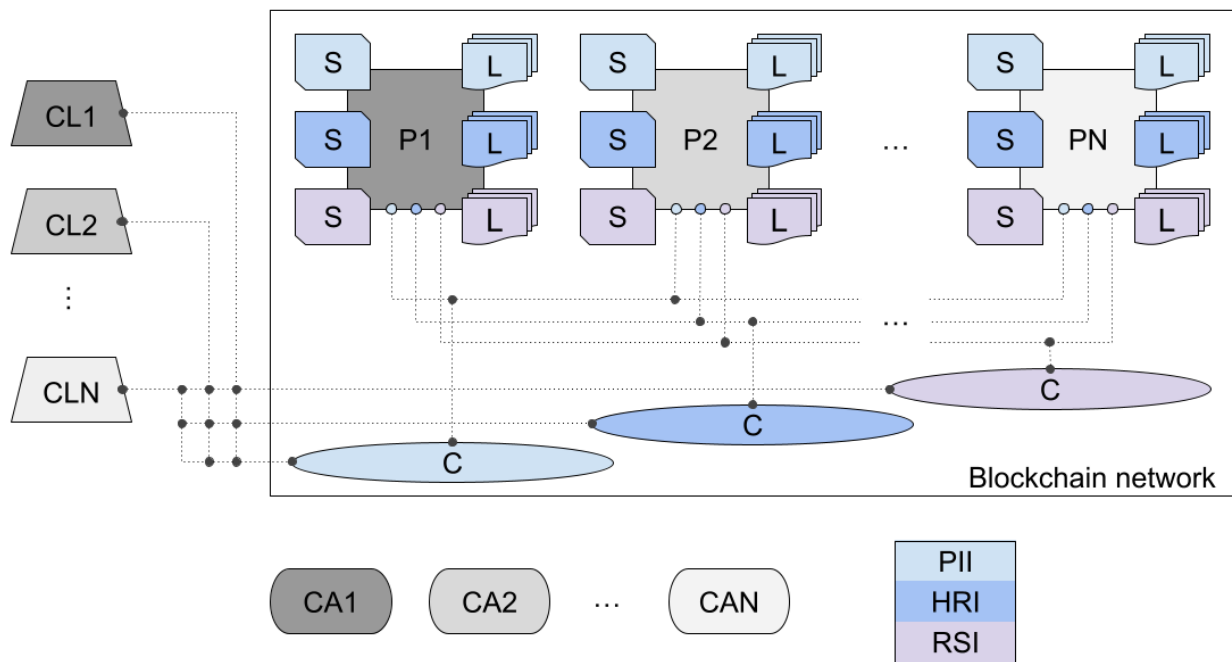 S L S L S L
CL1
S P1 L S P2 L ... S PN L
CL2
S L S L S L
⋮
...
CLN
C
C
C
Blockchain network
CA1 CA2 ... CAN
PII
HRI
RSI